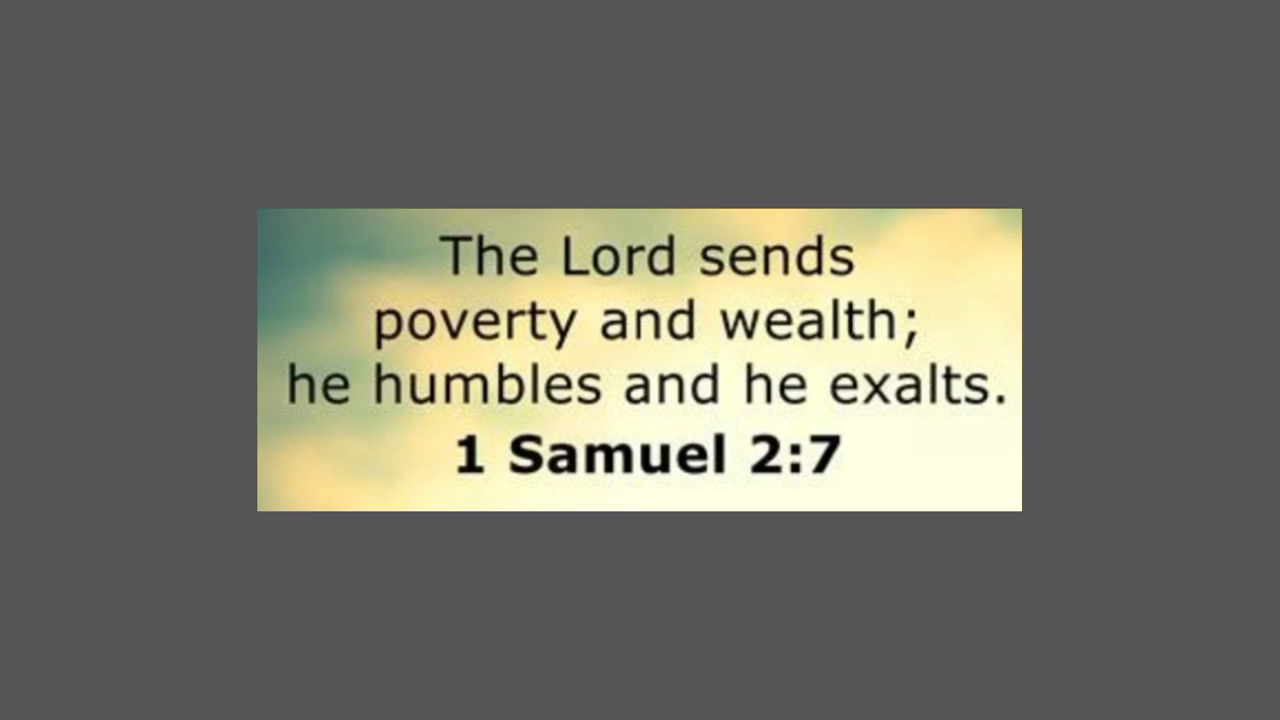 The Lord sends
poverty and wealth;
he humbles and he exalts.
1 Samuel 2:7